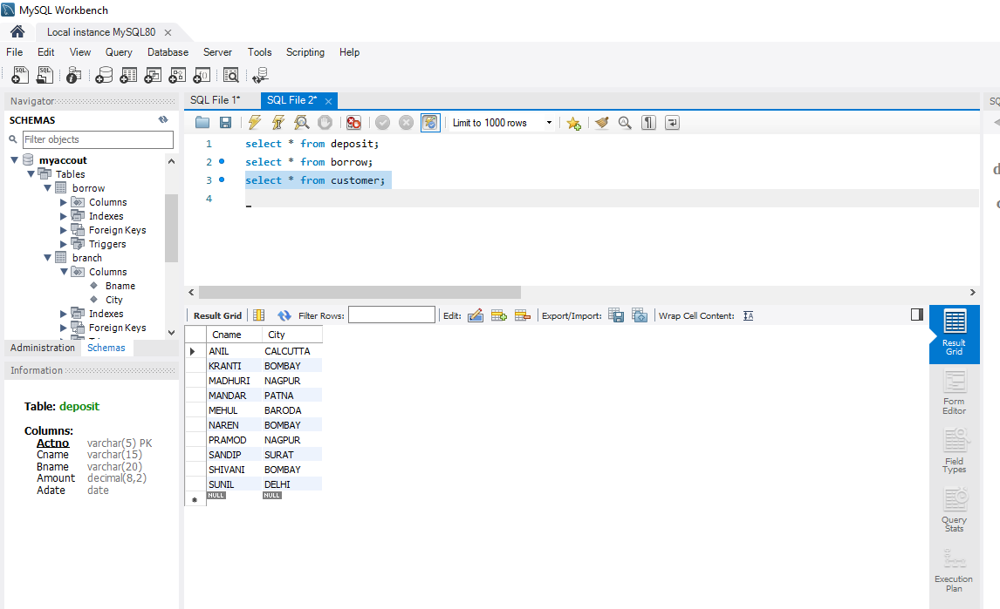 MySQL Workbench
Local instance MySQL80
File Edit View Query Database Server Tools Scripting Help
Navigator
SCHEMAS
Filter objects
myaccout
Tables
borrow
Columns
Indexes
Foreign Keys
Triggers
branch
Columns
Bname
City
Indexes
Foreign Keys
Administration Schemas
Information
Table: deposit
Columns:
Actno varchar(5) PK
Cname varchar(15)
Bname varchar(20)
Amount decimal(8,2)
Adate date
SQL File 1* SQL File 2*
Limit to 1000 rows
1 select * from deposit;
2 select * from borrow;
3 select * from customer;
4
Result Grid Filter Rows: Edit: Export/Import: Wrap Cell Content: IA
Cname City
ANIL CALCUTTA
KRANTI BOMBAY
MADHURI NAGPUR
MANDAR PATNA
MEHUL BARODA
NAREN BOMBAY
PRAMOD NAGPUR
SANDIP SURAT
SHIVANI BOMBAY
SUNIL DELHI
NULL NULL
Result
Grid
Form
Editor
Field
Types
Query
Stats
Execution
Plan